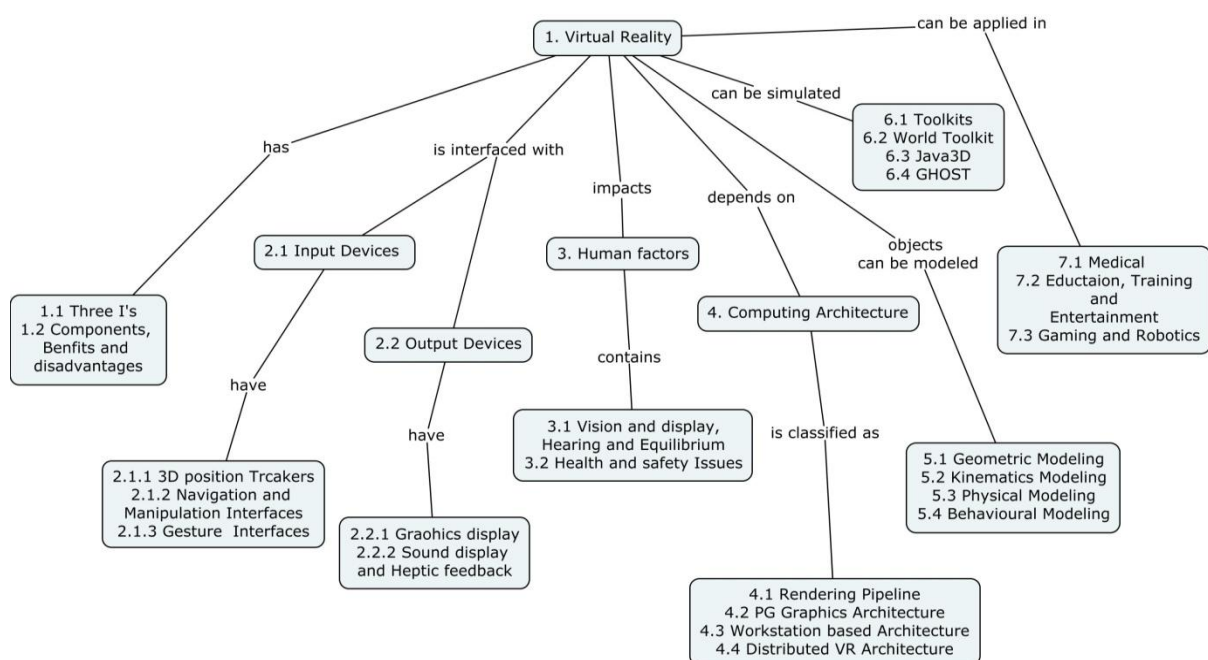 1. Virtual Reality
can be applied in
can be simulated
6.1 Toolkits
6.2 World Toolkit
6.3 Java3D
6.4 GHOST
has
is interfaced with
impacts
depends on
objects
can be modeled
2.1 Input Devices
3. Human factors
7.1 Medical
7.2 Eductaion, Training
and
Entertainment
7.3 Gaming and Robotics
1.1 Three I's
1.2 Components,
Benfits and
disadvantages
4. Computing Architecture
2.2 Output Devices
contains
have
have
3.1 Vision and display,
Hearing and Equilibrium
3.2 Health and safety Issues
is classified as
5.1 Geometric Modeling
5.2 Kinematics Modeling
5.3 Physical Modeling
5.4 Behavioural Modeling
2.1.1 3D position Trcakers
2.1.2 Navigation and
Manipulation Interfaces
2.1.3 Gesture Interfaces
2.2.1 Graohics display
2.2.2 Sound display
and Heptic feedback
4.1 Rendering Pipeline
4.2 PG Graphics Architecture
4.3 Workstation based Architecture
4.4 Distributed VR Architecture